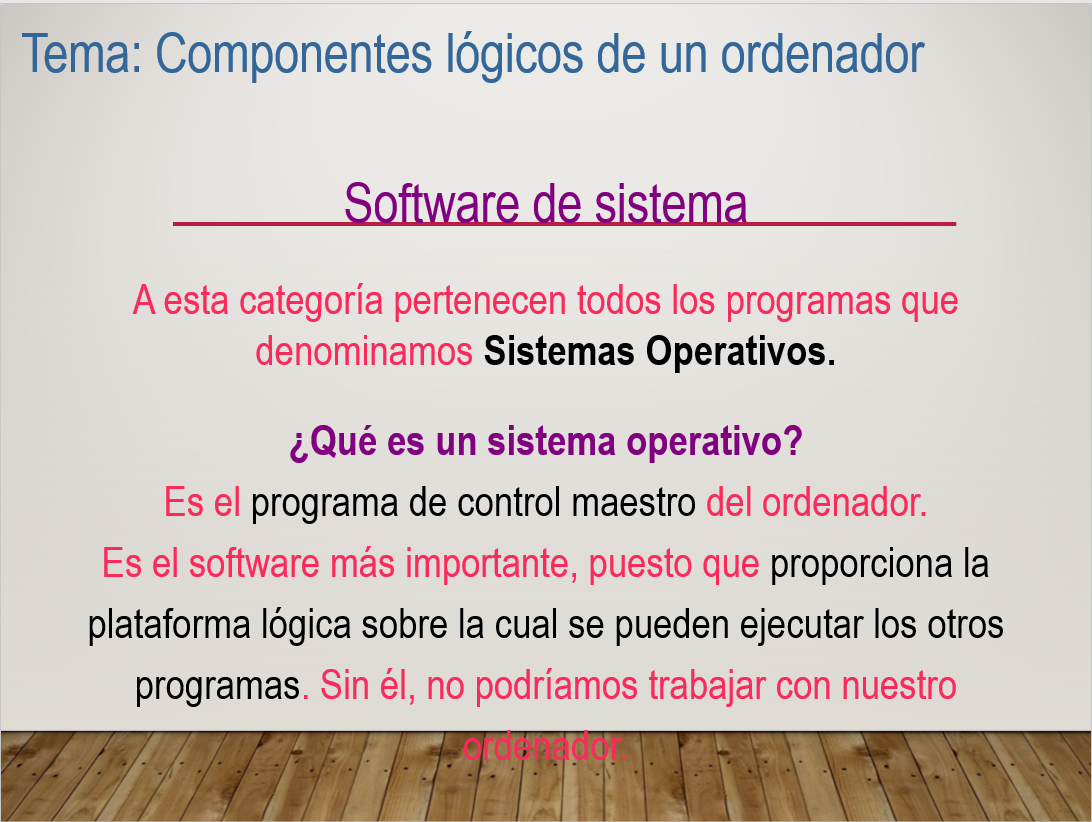 Tema: Componentes lógicos de un ordenador
Software de sistema
A esta categoría pertenecen todos los programas que
denominamos Sistemas Operativos.
¿Qué es un sistema operativo?
Es el programa de control maestro del ordenador.
Es el software más importante, puesto que proporciona la
plataforma lógica sobre la cual se pueden ejecutar los otros
programas. Sin él, no podríamos trabajar con nuestro
ordenador.